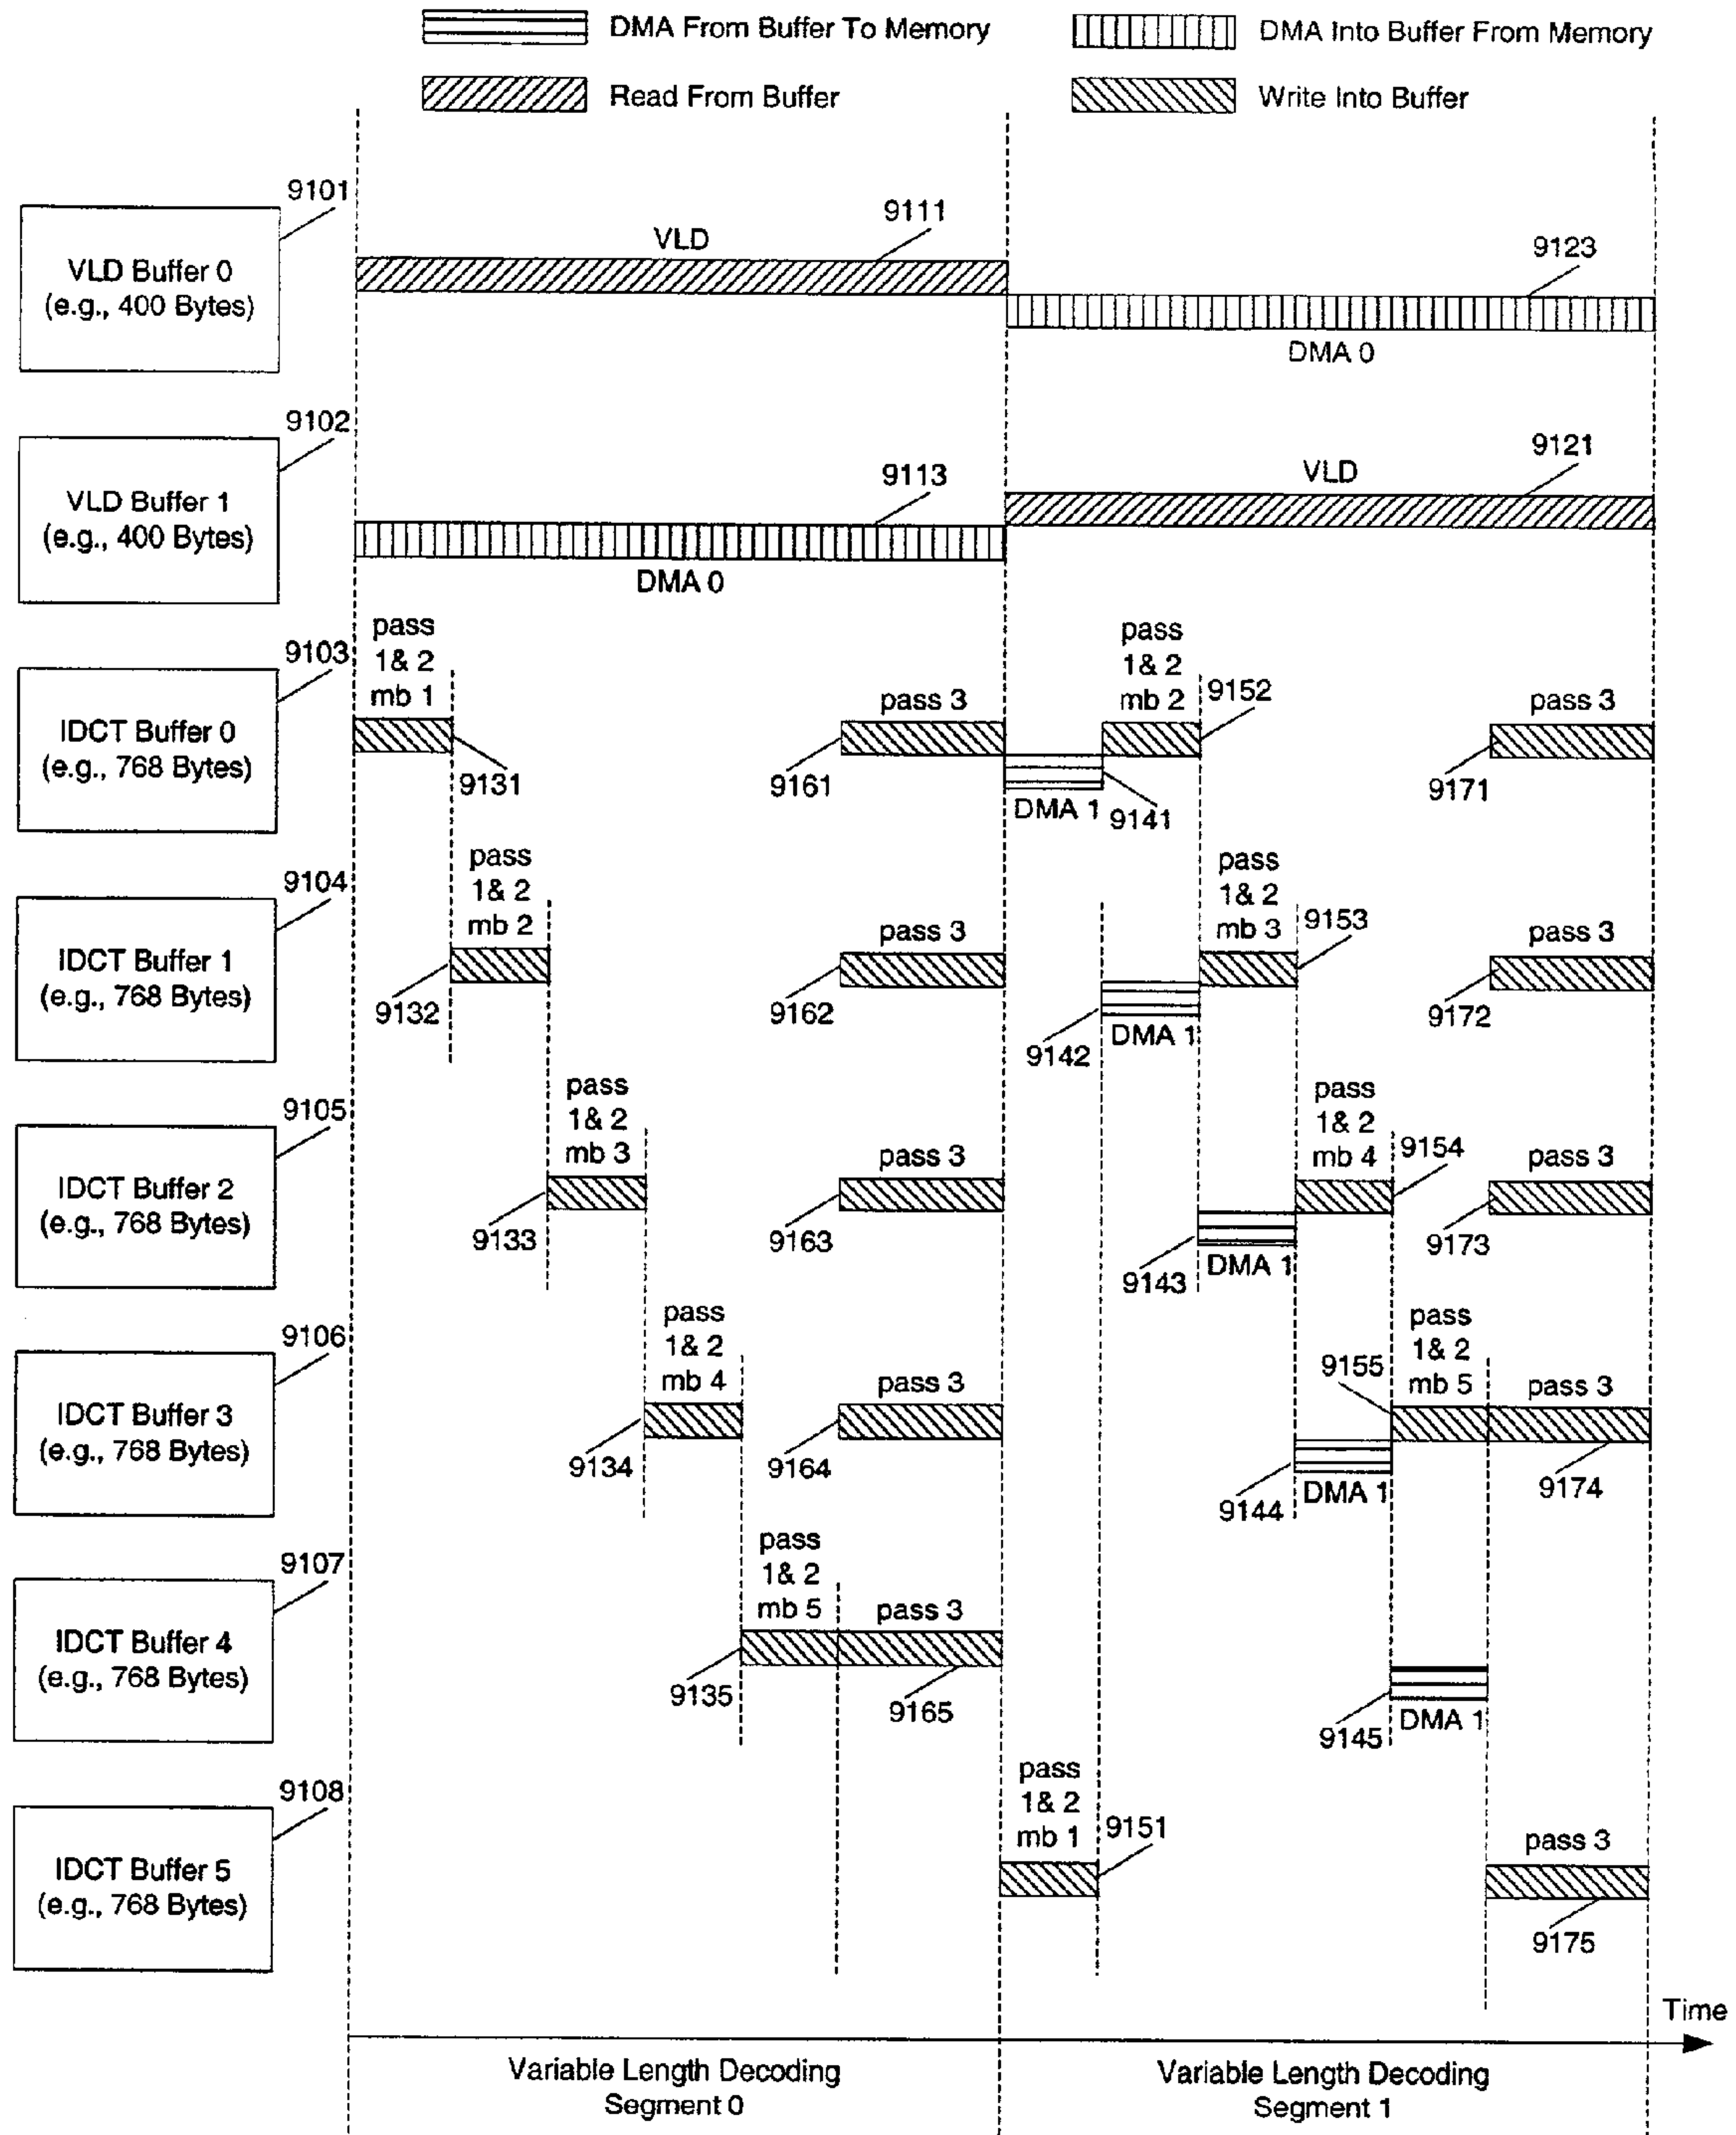 DMA From Buffer To Memory
DMA Into Buffer From Memory
Read From Buffer
Write Into Buffer
9101
VLD Buffer 0
(e.g., 400 Bytes)
VLD
9111
9123
DMA 0
9102
VLD Buffer 1
(e.g., 400 Bytes)
9113
DMA 0
VLD
9121
9103
IDCT Buffer 0
(e.g., 768 Bytes)
pass
1& 2
mb 1
9131
pass 3
9161
DMA 1
9141
pass
1& 2
mb 2
9152
pass 3
9171
9104
IDCT Buffer 1
(e.g., 768 Bytes)
pass
1& 2
mb 2
9132
pass 3
9162
DMA 1
9142
pass
1& 2
mb 3
9153
pass 3
9172
9105
IDCT Buffer 2
(e.g., 768 Bytes)
pass
1& 2
mb 3
9133
pass 3
9163
DMA 1
9143
pass
1& 2
mb 4
9154
pass 3
9173
9106
IDCT Buffer 3
(e.g., 768 Bytes)
pass
1& 2
mb 4
9134
pass 3
9164
DMA 1
9144
9155
pass
1& 2
mb 5
pass 3
9174
9107
IDCT Buffer 4
(e.g., 768 Bytes)
pass
1& 2
mb 5
9135
pass 3
9165
DMA 1
9145
9108
IDCT Buffer 5
(e.g., 768 Bytes)
pass
1& 2
mb 1
9151
pass 3
9175
Time
Variable Length Decoding
Segment 0
Variable Length Decoding
Segment 1